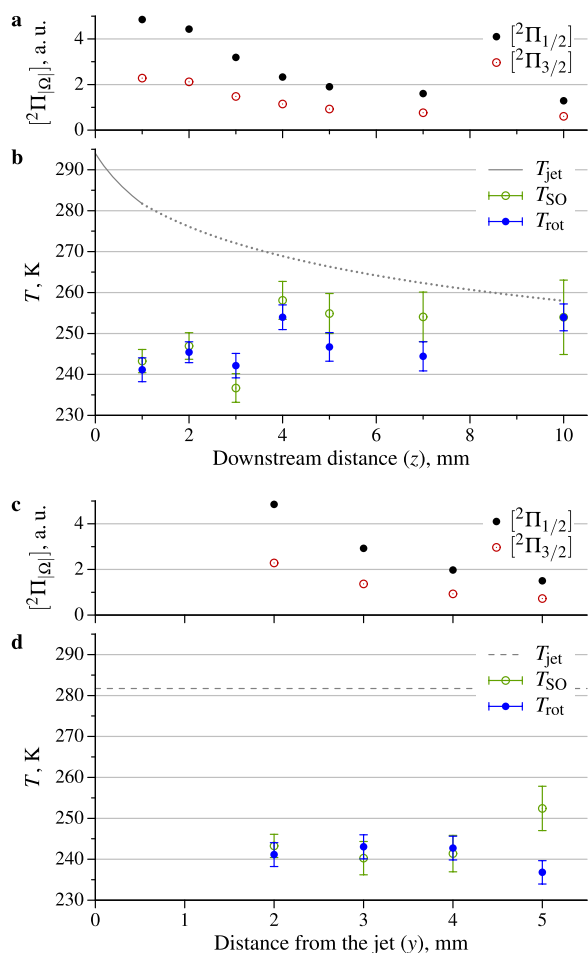 a
[²Π|Ω|], a. u.
4
2
0
[²Π1/2]
[²Π3/2]
b
T, K
290
280
270
260
250
240
230
Tjet
TSO
Trot
0 2 4 6 8 10
Downstream distance (z), mm
c
[²Π|Ω|], a. u.
4
2
0
[²Π1/2]
[²Π3/2]
d
T, K
290
280
270
260
250
240
230
Tjet
TSO
Trot
0 1 2 3 4 5
Distance from the jet (y), mm